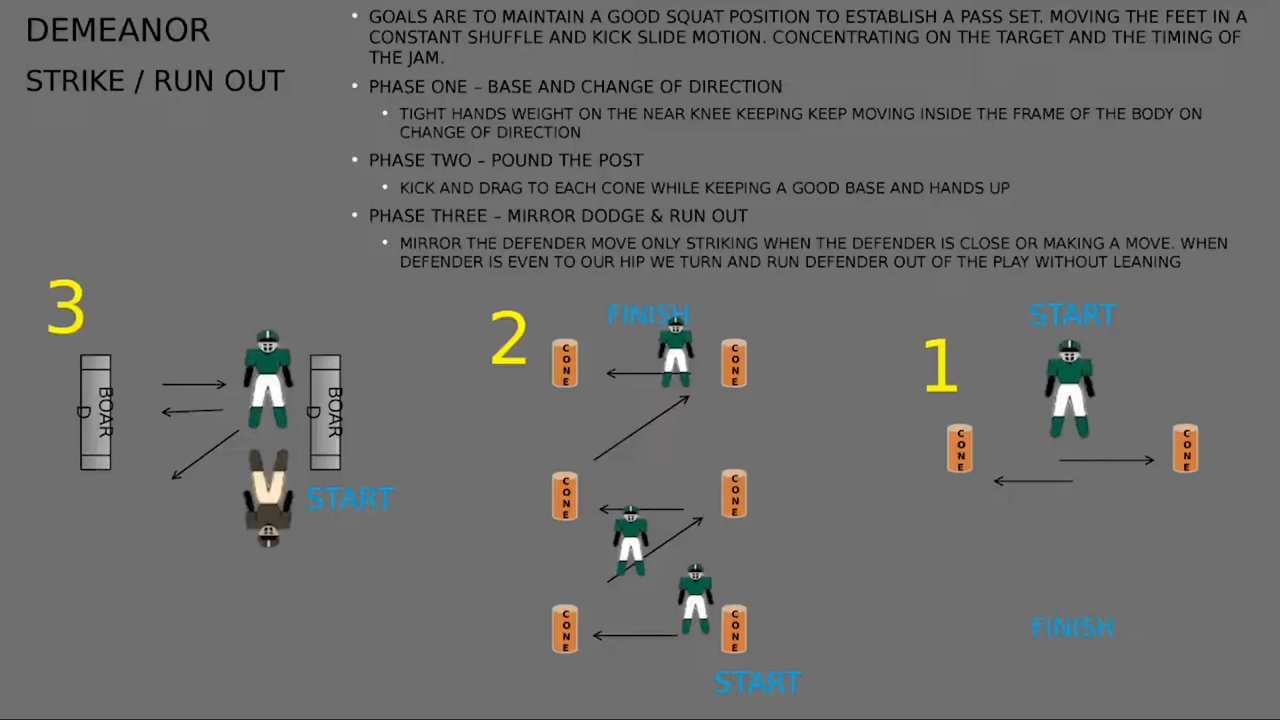 DEMEANOR
STRIKE / RUN OUT
GOALS ARE TO MAINTAIN A GOOD SQUAT POSITION TO ESTABLISH A PASS SET. MOVING THE FEET IN A
CONSTANT SHUFFLE AND KICK SLIDE MOTION. CONCENTRATING ON THE TARGET AND THE TIMING OF
THE JAM.
PHASE ONE – BASE AND CHANGE OF DIRECTION
TIGHT HANDS WEIGHT ON THE NEAR KNEE KEEPING KEEP MOVING INSIDE THE FRAME OF THE BODY ON
CHANGE OF DIRECTION
PHASE TWO – POUND THE POST
KICK AND DRAG TO EACH CONE WHILE KEEPING A GOOD BASE AND HANDS UP
PHASE THREE – MIRROR DODGE & RUN OUT
MIRROR THE DEFENDER MOVE ONLY STRIKING WHEN THE DEFENDER IS CLOSE OR MAKING A MOVE. WHEN
DEFENDER IS EVEN TO OUR HIP WE TURN AND RUN DEFENDER OUT OF THE PLAY WITHOUT LEANING
3
BOAR
D
BOAR
D
START
2
FINISH
CONE
CONE
CONE
CONE
CONE
CONE
START
1
START
CONE
CONE
FINISH